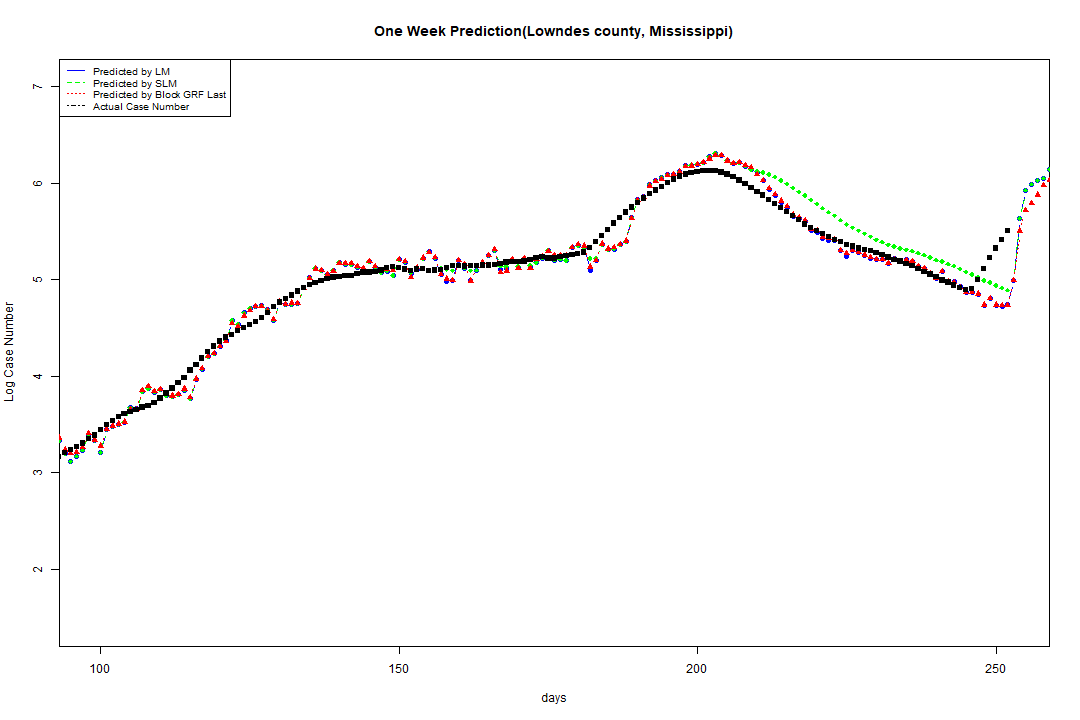 One Week Prediction(Lowndes county, Mississippi)
Predicted by LM
Predicted by SLM
Predicted by Block GRF Last
Actual Case Number
7
6
5
4
3
2
Log Case Number
100
150
200
250
days